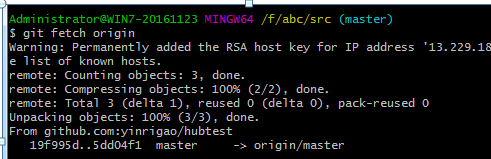 Administrator@WIN7-20161123 MINGW64 /f/abc/src (master)
$ git fetch origin
Warning: Permanently added the RSA host key for IP address '13.229.18
e list of known hosts.
remote: Counting objects: 3, done.
remote: Compressing objects: 100% (2/2), done.
remote: Total 3 (delta 1), reused 0 (delta 0), pack-reused 0
Unpacking objects: 100% (3/3), done.
From github.com:yinrigao/hubtest
   19f995d..5dd04f1  master     -> origin/master